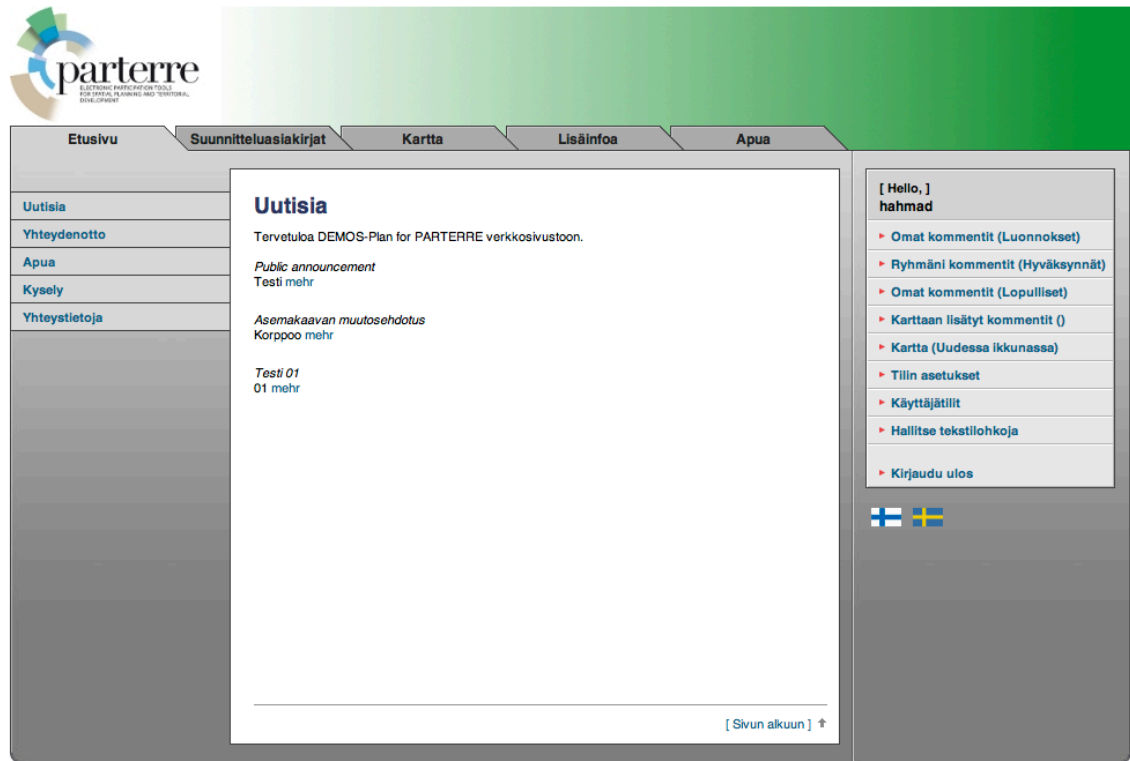 parterre
ELECTRONIC PARTICIPATION TOOLS
FOR SPATIAL PLANNING AND TERRITORIAL
DEVELOPMENT
Etusivu
Suunnitteluasiakirjat
Kartta
Lisäinfoa
Apua
Uutisia
Yhteydenotto
Apua
Kysely
Yhteystietoja
Uutisia
Tervetuloa DEMOS-Plan for PARTERRE verkkosivustoon.
Public announcement
Testi mehr
Asemakaavan muutosehdotus
Korppoo mehr
Testi 01
01 mehr
[ Sivun alkuun ]
[ Hello, ]
hahmad
Omat kommentit (Luonnokset)
Ryhmäni kommentit (Hyväksynnät)
Omat kommentit (Lopulliset)
Karttaan lisätyt kommentit ()
Kartta (Uudessa ikkunassa)
Tilin asetukset
Käyttäjätilit
Hallitse tekstilohkoja
Kirjaudu ulos